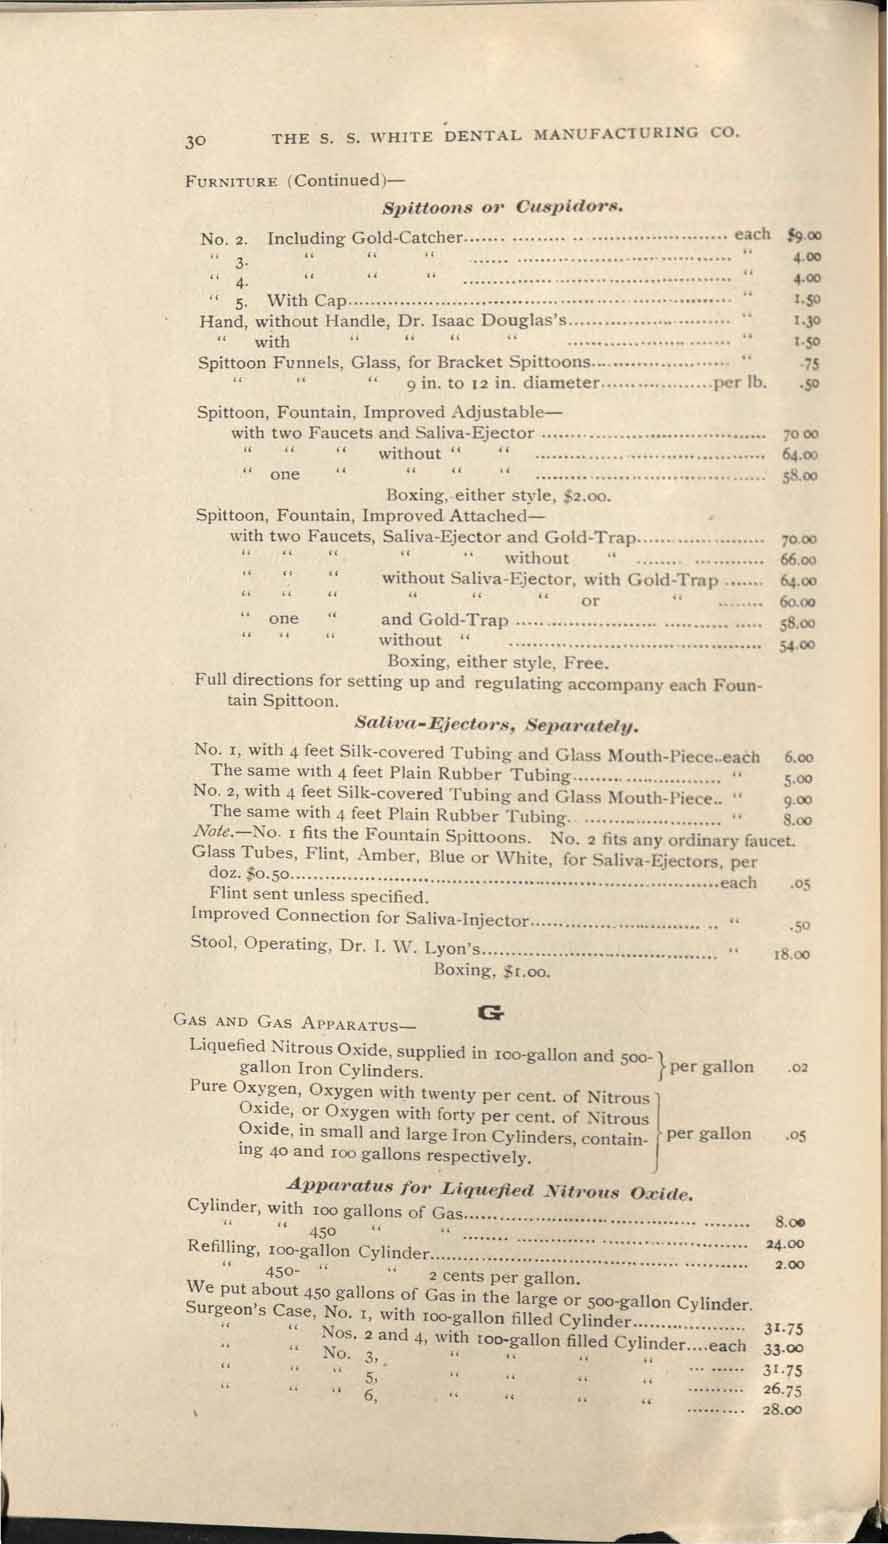 30 THE S. S. WHITE DENTAL MANUFACTURING CO.
FURNITURE (Continued)—
Spittoons or Cuspidors.
No. 2. Including Gold-Catcher........ each $9.00
“ 3. “ “ “ ........ “ 4.00
“ 4. “ “ “ ........ “ 4.00
“ 5. With Cap........ “ 1.50
Hand, without Handle, Dr. Isaac Douglas's........ “ 1.30
“ with “ “ “ “ ........ “ 1.50
Spittoon Funnels, Glass, for Bracket Spittoons........ “ .75
“ “ “ 9 in. to 12 in. diameter........per lb. .50
Spittoon, Fountain, Improved Adjustable—
with two Faucets and Saliva-Ejector ........ 70 00
“ “ “ without “ “ ........ 64.00
“ one “ “ “ “ ........ 58.00
Boxing, either style, $2.00.
Spittoon, Fountain, Improved Attached—
with two Faucets, Saliva-Ejector and Gold-Trap........ 70.00
“ “ “ “ “ without “ ........ 66.00
“ “ “ without Saliva-Ejector, with Gold-Trap ........ 64.00
“ “ “ “ “ “ or “ ........ 60.00
“ one “ and Gold-Trap ........ 58.00
“ “ “ without “ ........ 54.00
Boxing, either style, Free.
Full directions for setting up and regulating accompany each Foun-
tain Spittoon.
Saliva-Ejectors, Separately.
No. 1, with 4 feet Silk-covered Tubing and Glass Mouth-Piece..each 6.00
The same with 4 feet Plain Rubber Tubing........ “ 5.00
No. 2, with 4 feet Silk-covered Tubing and Glass Mouth-Piece.. “ 9.00
The same with 4 feet Plain Rubber Tubing........ “ 8.00
Note.—No. 1 fits the Fountain Spittoons. No. 2 fits any ordinary faucet.
Glass Tubes, Flint, Amber, Blue or White, for Saliva-Ejectors, per
doz. $0.50........each .05
Flint sent unless specified.
Improved Connection for Saliva-Injector........ “ .50
Stool, Operating, Dr. I. W. Lyon's........ “ 18.00
Boxing, $1.00.
G
GAS AND GAS APPARATUS—
Liquefied Nitrous Oxide, supplied in 100-gallon and 500-
gallon Iron Cylinders. } per gallon .02
Pure Oxygen, Oxygen with twenty per cent. of Nitrous
Oxide, or Oxygen with forty per cent. of Nitrous
Oxide, in small and large Iron Cylinders, contain- } per gallon .05
ing 40 and 100 gallons respectively.
Apparatus for Liquefied Nitrous Oxide.
Cylinder, with 100 gallons of Gas........ 8.00
“ “ 450 “ “ ........ 24.00
Refilling, 100-gallon Cylinder........ 2.00
“ 450- “ “ 2 cents per gallon.
We put about 450 gallons of Gas in the large or 500-gallon Cylinder.
Surgeon's Case, No. 1, with 100-gallon filled Cylinder........ 31.75
“ “ Nos. 2 and 4, with 100-gallon filled Cylinder....each 33.00
“ “ No. 3, “ “ “ “ ........ 31.75
“ “ “ 5, “ “ “ “ ........ 26.75
“ “ “ 6, “ “ “ “ ........ 28.00